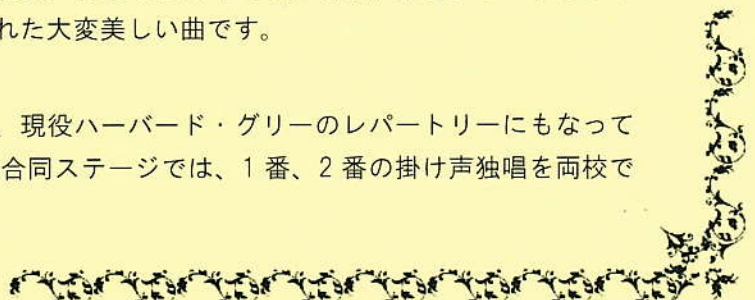 れた大変美しい曲です。
現役ハーバード・グリーのレパートリーにもなって
合同ステージでは、1番、2番の掛け声独唱を両校で